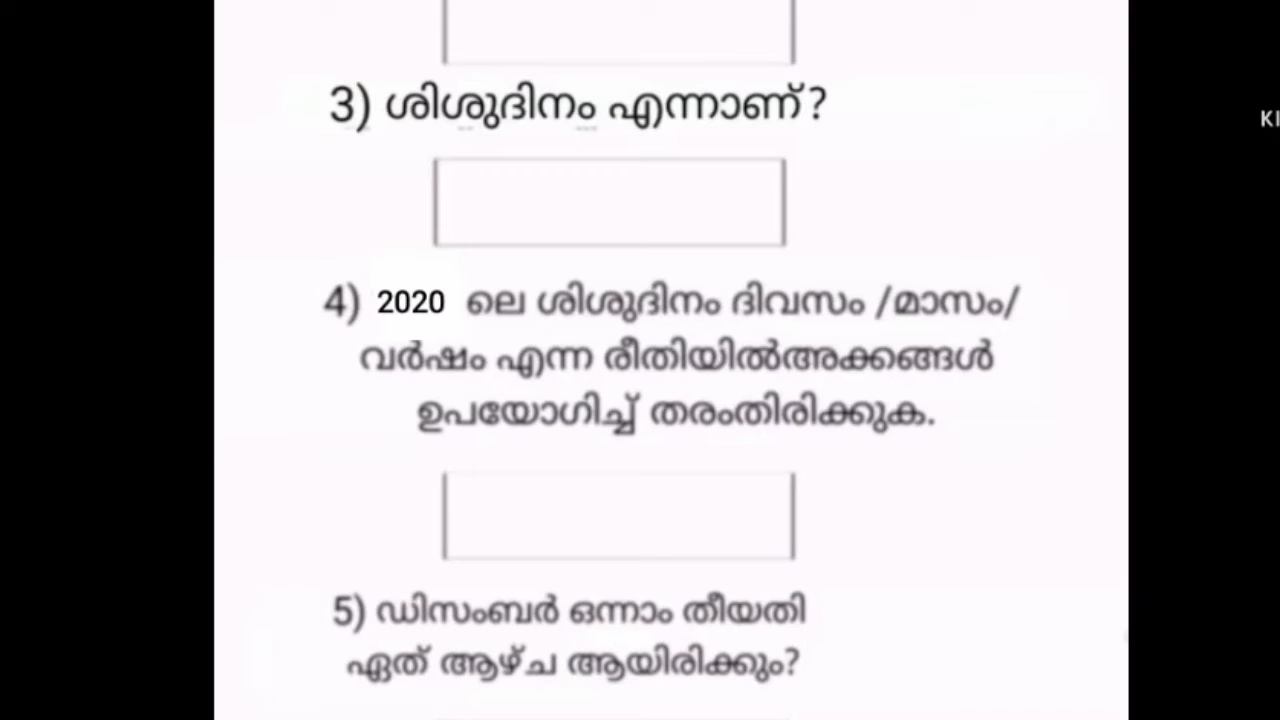 3) ശിശുദിനം എന്നാണ്?
4) 2020 ലെ ശിശുദിനം ദിവസം /മാസം/
വർഷം എന്ന രീതിയിൽഅക്കങ്ങൾ
ഉപയോഗിച്ച് തരംതിരിക്കുക.
5) ഡിസംബർ ഒന്നാം തീയതി
ഏത് ആഴ്ച ആയിരിക്കും?